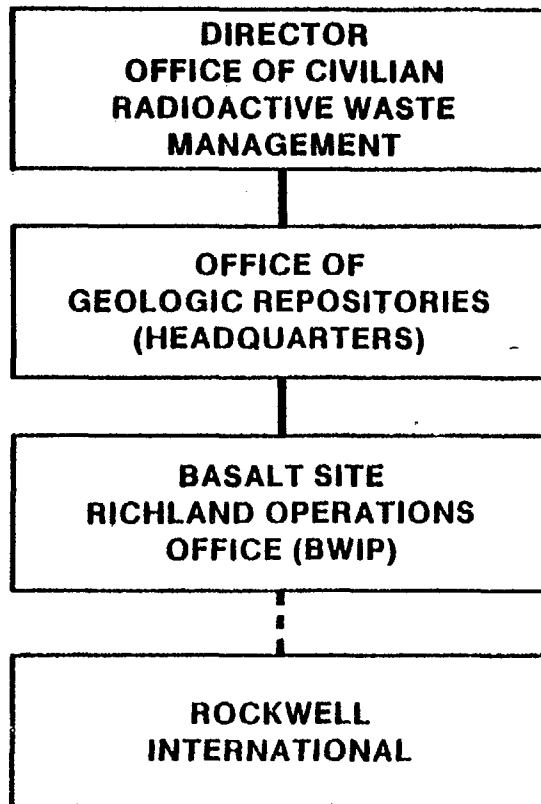 DIRECTOR
OFFICE OF CIVILIAN
RADIOACTIVE WASTE
MANAGEMENT
OFFICE OF
GEOLOGIC REPOSITORIES
(HEADQUARTERS)
BASALT SITE
RICHLAND OPERATIONS
OFFICE (BWIP)
ROCKWELL
INTERNATIONAL